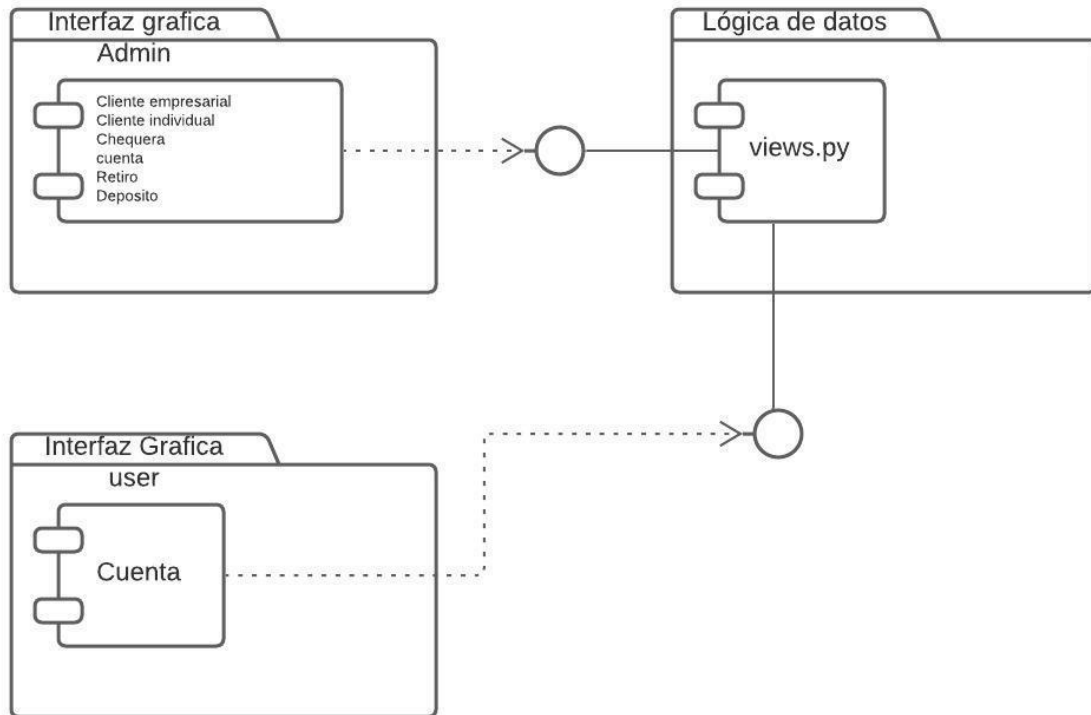 Interfaz grafica
Admin
Cliente empresarial
Cliente individual
Chequera
cuenta
Retiro
Deposito
Lógica de datos
views.py
Interfaz Grafica
user
Cuenta